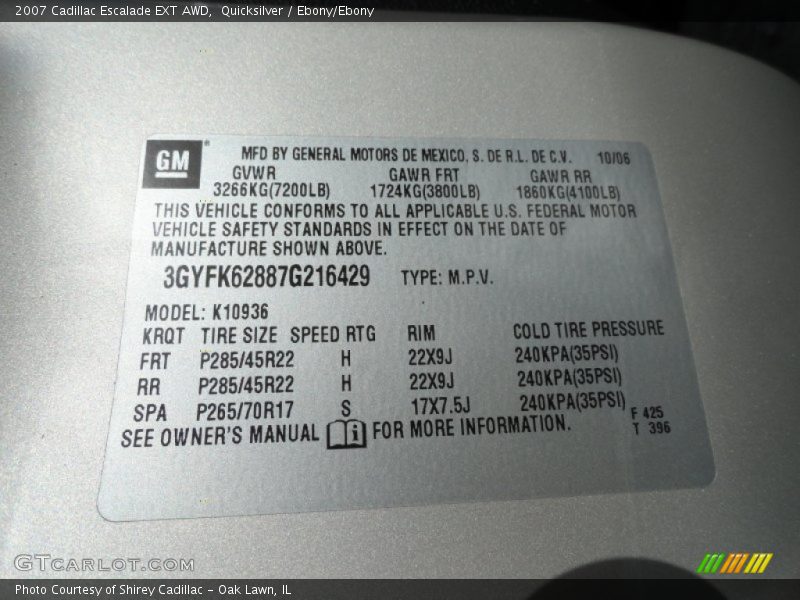 2007 Cadillac Escalade EXT AWD, Quicksilver / Ebony/Ebony
GM MFD BY GENERAL MOTORS DE MEXICO, S. DE R.L. DE C.V. 10/06
GVWR GAWR FRT GAWR RR
3266KG(7200LB) 1724KG(3800LB) 1860KG(4100LB)
THIS VEHICLE CONFORMS TO ALL APPLICABLE U.S. FEDERAL MOTOR
VEHICLE SAFETY STANDARDS IN EFFECT ON THE DATE OF
MANUFACTURE SHOWN ABOVE.
3GYFK62887G216429 TYPE: M.P.V.
MODEL: K10936
KRQT TIRE SIZE SPEED RTG RIM COLD TIRE PRESSURE
FRT P285/45R22 H 22X9J 240KPA(35PSI)
RR P285/45R22 H 22X9J 240KPA(35PSI)
SPA P265/70R17 S 17X7.5J 240KPA(35PSI)
F 425
SEE OWNER'S MANUAL FOR MORE INFORMATION.
T 396
GTCARLOT.COM
Photo Courtesy of Shirey Cadillac - Oak Lawn, IL